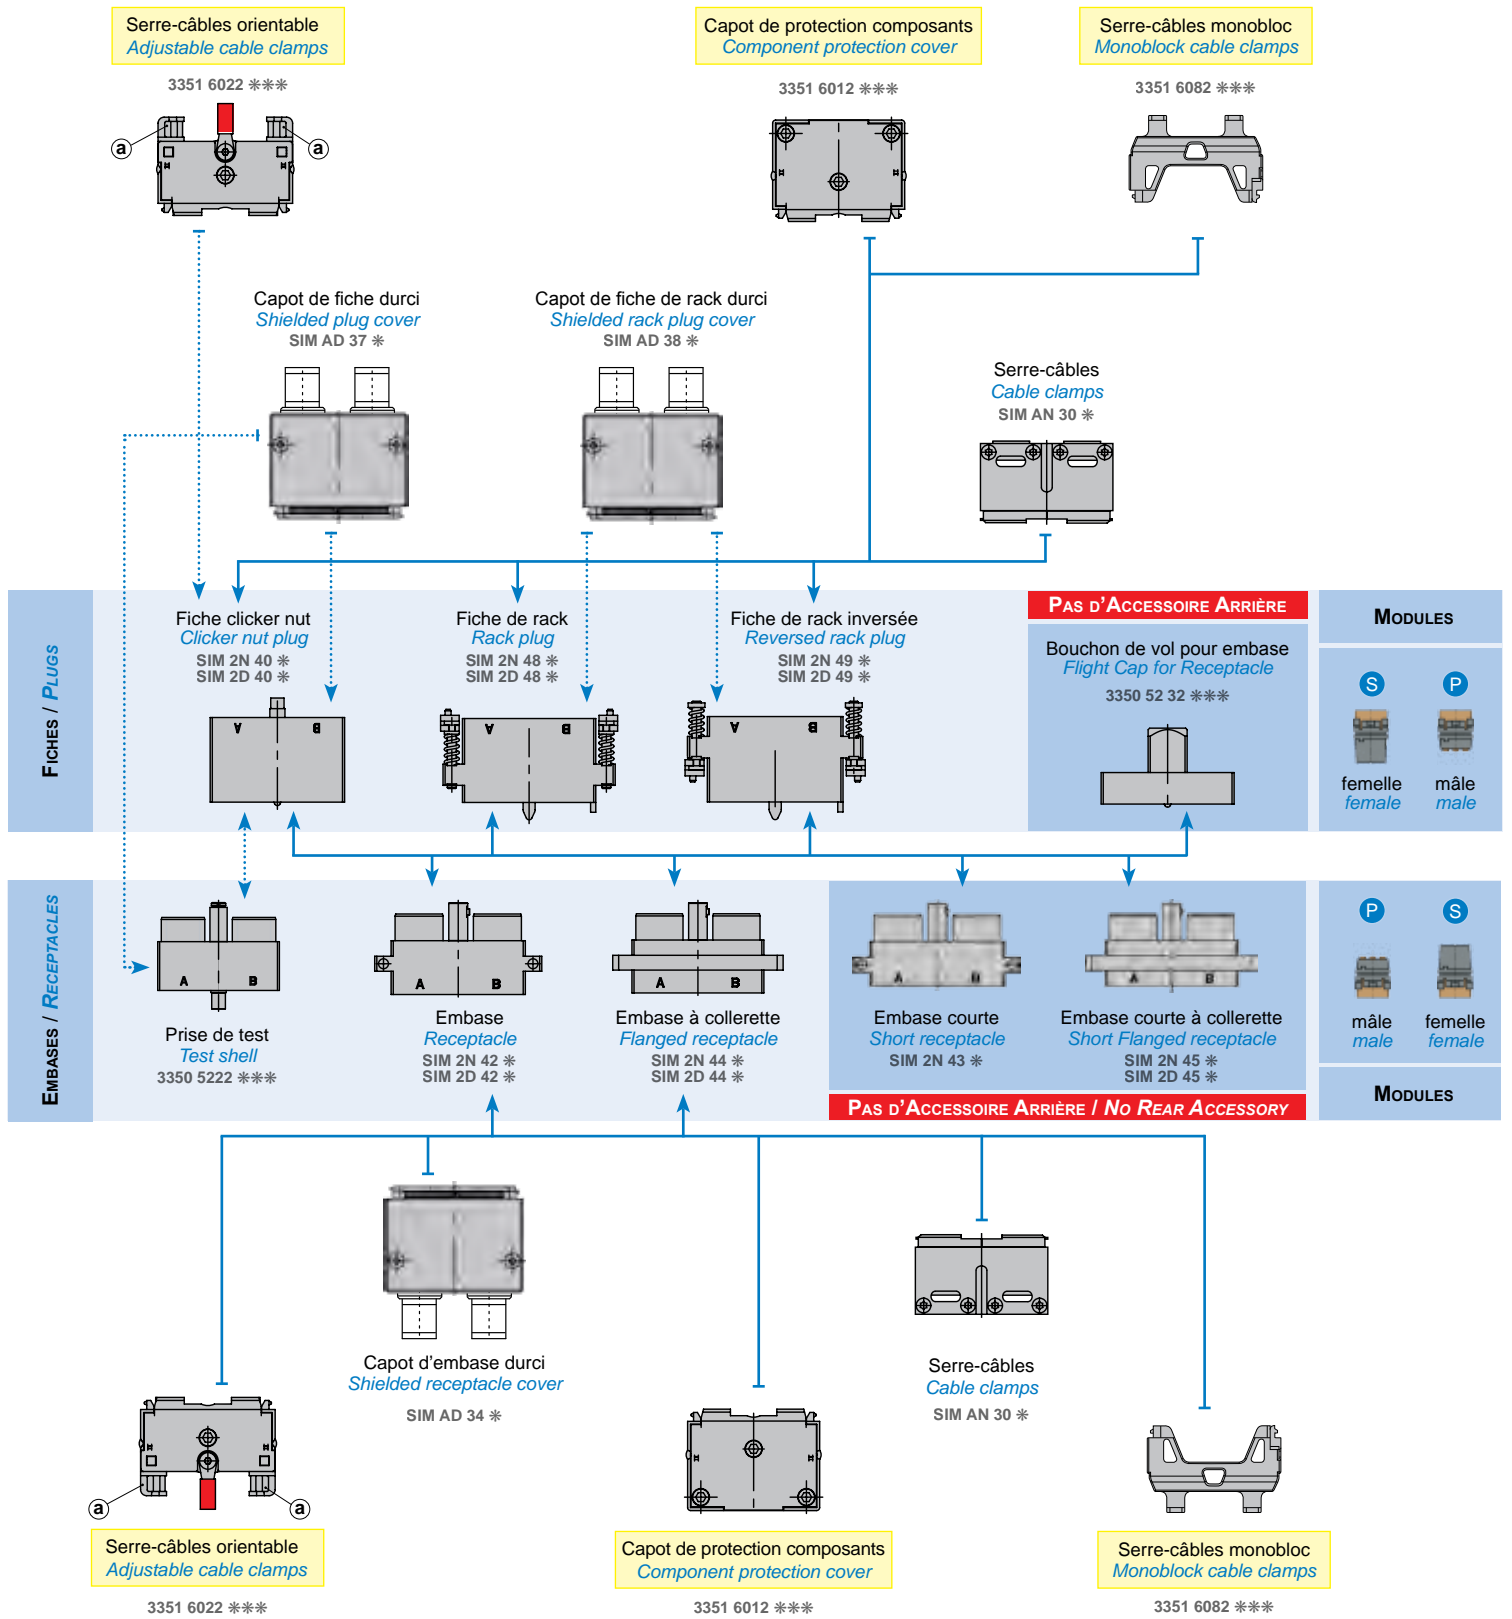 Serre-câbles orientable
Adjustable cable clamps
3351 6022 ✳✳✳
a
a
Capot de protection composants
Component protection cover
3351 6012 ✳✳✳
Serre-câbles monobloc
Monoblock cable clamps
3351 6082 ✳✳✳
Capot de fiche durci
Shielded plug cover
SIM AD 37 ✳
Capot de fiche de rack durci
Shielded rack plug cover
SIM AD 38 ✳
Serre-câbles
Cable clamps
SIM AN 30 ✳
FICHES / PLUGS
Fiche clicker nut
Clicker nut plug
SIM 2N 40 ✳
SIM 2D 40 ✳
A B
Fiche de rack
Rack plug
SIM 2N 48 ✳
SIM 2D 48 ✳
A B
Fiche de rack inversée
Reversed rack plug
SIM 2N 49 ✳
SIM 2D 49 ✳
A B
PAS D'ACCESSOIRE ARRIÈRE
Bouchon de vol pour embase
Flight Cap for Receptacle
3350 52 32 ✳✳✳
MODULES
S P
femelle mâle
female male
EMBASES / RECEPTACLES
A B
Prise de test
Test shell
3350 5222 ✳✳✳
A B
Embase
Receptacle
SIM 2N 42 ✳
SIM 2D 42 ✳
A B
Embase à collerette
Flanged receptacle
SIM 2N 44 ✳
SIM 2D 44 ✳
A B
Embase courte
Short receptacle
SIM 2N 43 ✳
A B
Embase courte à collerette
Short Flanged receptacle
SIM 2N 45 ✳
SIM 2D 45 ✳
PAS D'ACCESSOIRE ARRIÈRE / NO REAR ACCESSORY
P S
mâle femelle
male female
MODULES
Capot d'embase durci
Shielded receptacle cover
SIM AD 34 ✳
Serre-câbles
Cable clamps
SIM AN 30 ✳
a
a
Serre-câbles orientable
Adjustable cable clamps
3351 6022 ✳✳✳
Capot de protection composants
Component protection cover
3351 6012 ✳✳✳
Serre-câbles monobloc
Monoblock cable clamps
3351 6082 ✳✳✳